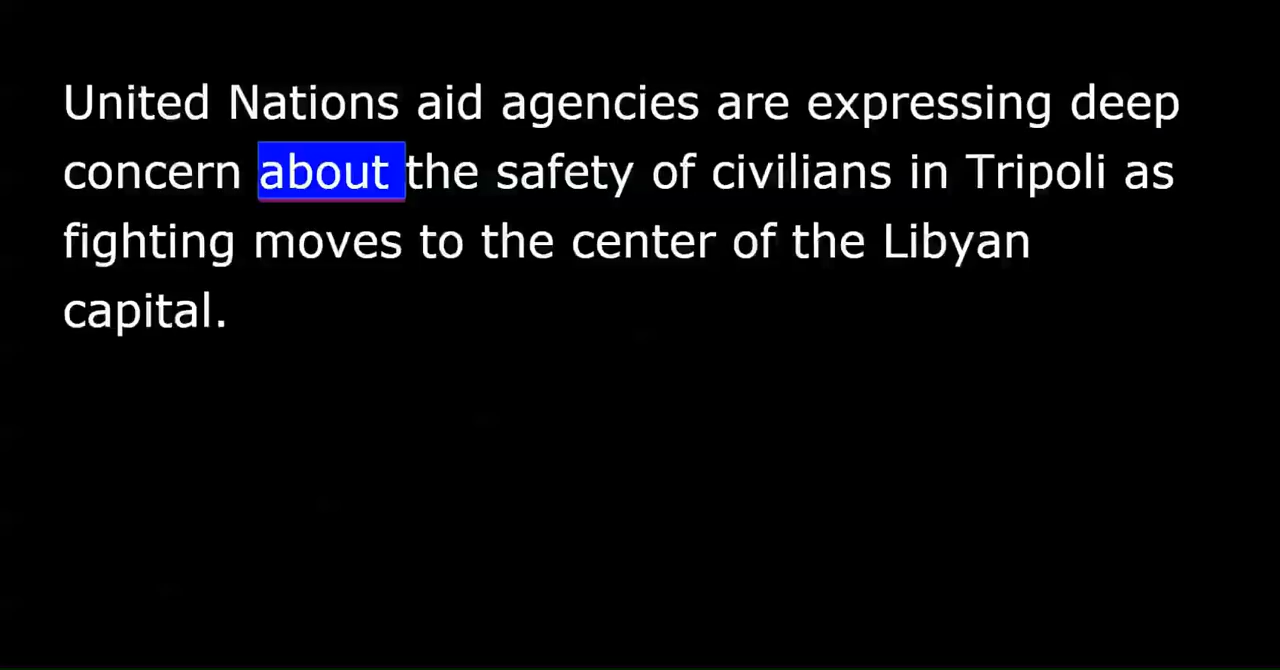 United Nations aid agencies are expressing deep
concern about the safety of civilians in Tripoli as
fighting moves to the center of the Libyan
capital.